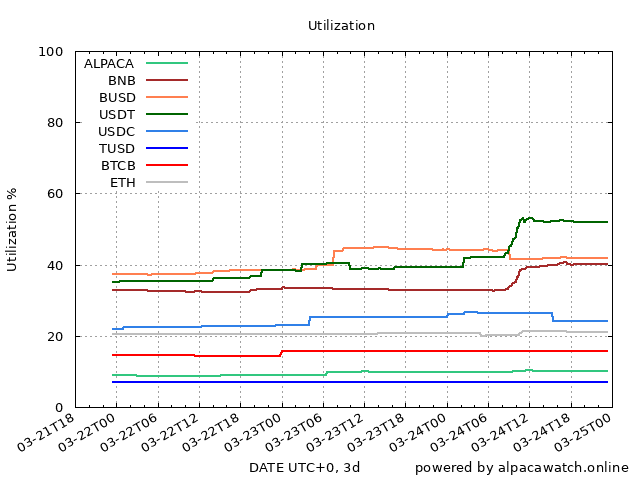 Utilization
Utilization %
100
80
60
40
20
0
ALPACA
BNB
BUSD
USDT
USDC
TUSD
BTCB
ETH
03-21T18
03-22T00
03-22T06
03-22T12
03-22T18
03-23T00
03-23T06
03-23T12
03-23T18
03-24T00
03-24T06
03-24T12
03-24T18
03-25T00
DATE UTC+0, 3d
powered by alpacawatch.online